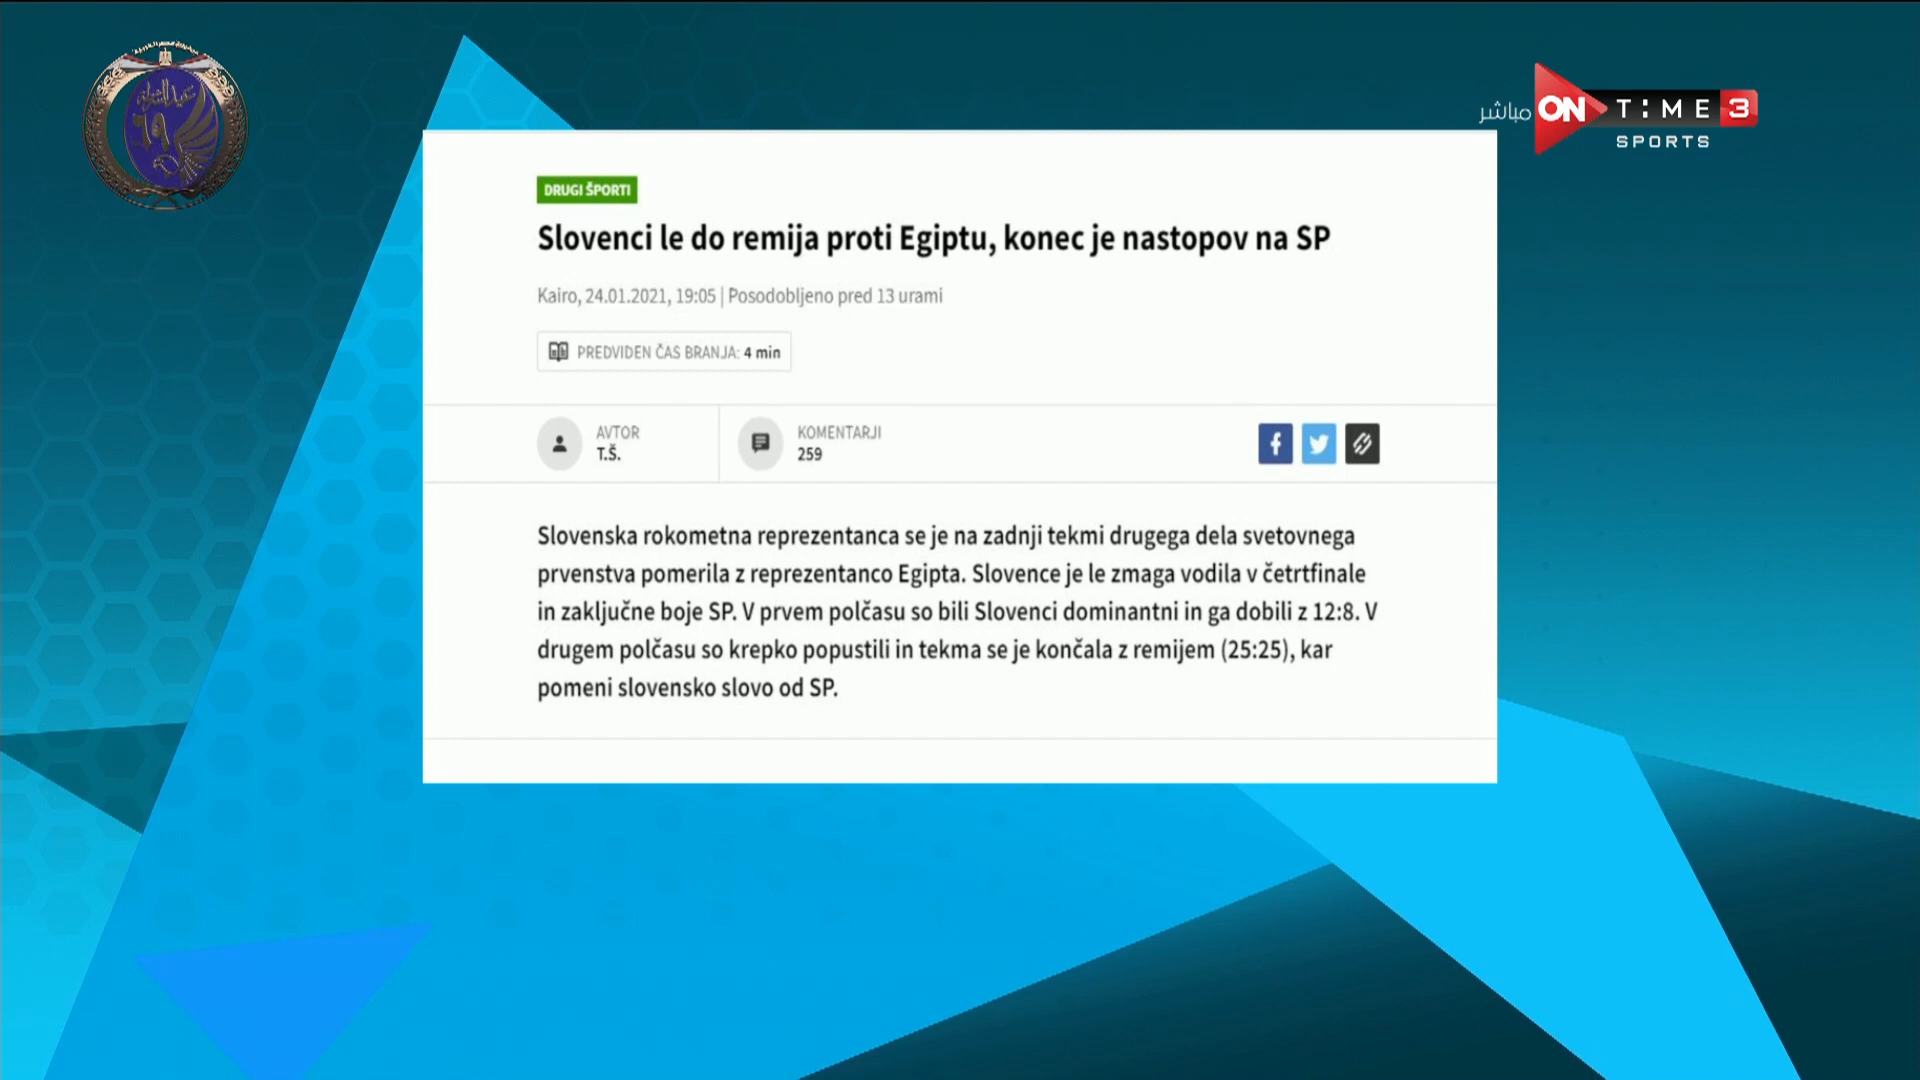 عيد الشرطة
٦٩
مباشر
ON TIME 3
SPORTS
DRUGI ŠPORTI
Slovenci le do remija proti Egiptu, konec je nastopov na SP
Kairo, 24.01.2021, 19:05 | Posodobljeno pred 13 urami
PREDVIDEN ČAS BRANJA: 4 min
AVTOR
T.Š.
KOMENTARJI
259
Slovenska rokometna reprezentanca se je na zadnji tekmi drugega dela svetovnega
prvenstva pomerila z reprezentanco Egipta. Slovence je le zmaga vodila v četrtfinale
in zaključne boje SP. V prvem polčasu so bili Slovenci dominantni in ga dobili z 12:8. V
drugem polčasu so krepko popustili in tekma se je končala z remijem (25:25), kar
pomeni slovensko slovo od SP.